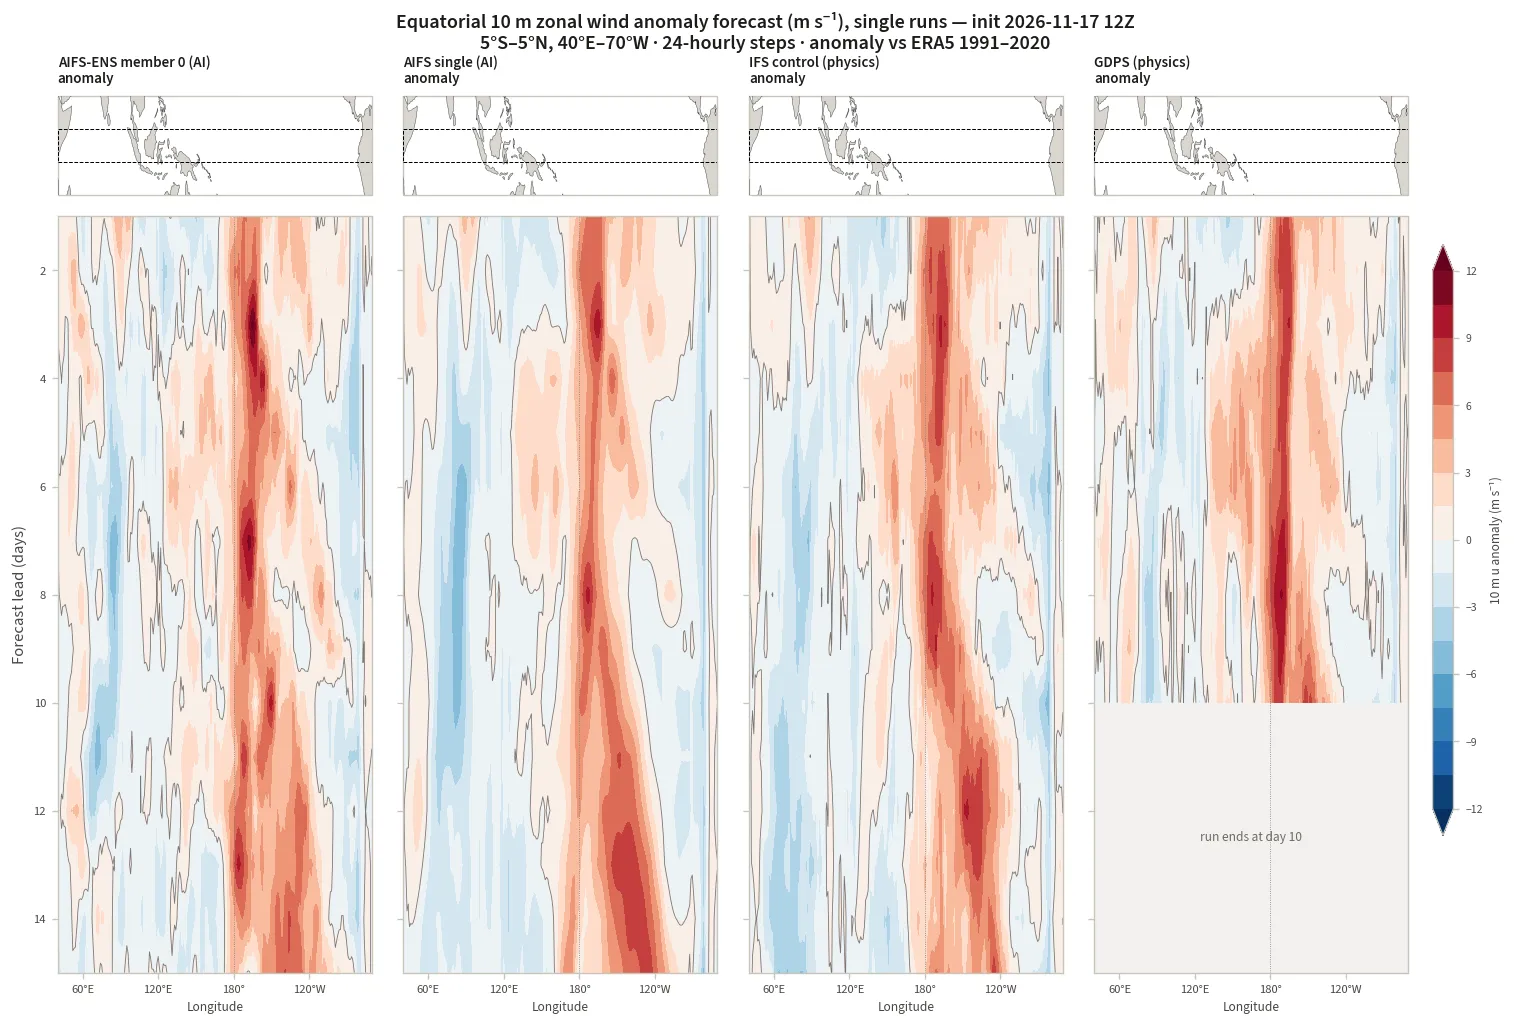 Equatorial 10 m zonal wind anomaly forecast (m s⁻¹), single runs — init 2026-11-17 12Z
5°S–5°N, 40°E–70°W · 24-hourly steps · anomaly vs ERA5 1991–2020
AIFS-ENS member 0 (AI)
anomaly
AIFS single (AI)
anomaly
IFS control (physics)
anomaly
GDPS (physics)
anomaly
Forecast lead (days)
2
4
6
8
10
12
14
run ends at day 10
60°E 120°E 180° 120°W
60°E 120°E 180° 120°W
60°E 120°E 180° 120°W
60°E 120°E 180° 120°W
Longitude
Longitude
Longitude
Longitude
12
9
6
3
0
−3
−6
−9
−12
10 m u anomaly (m s⁻¹)